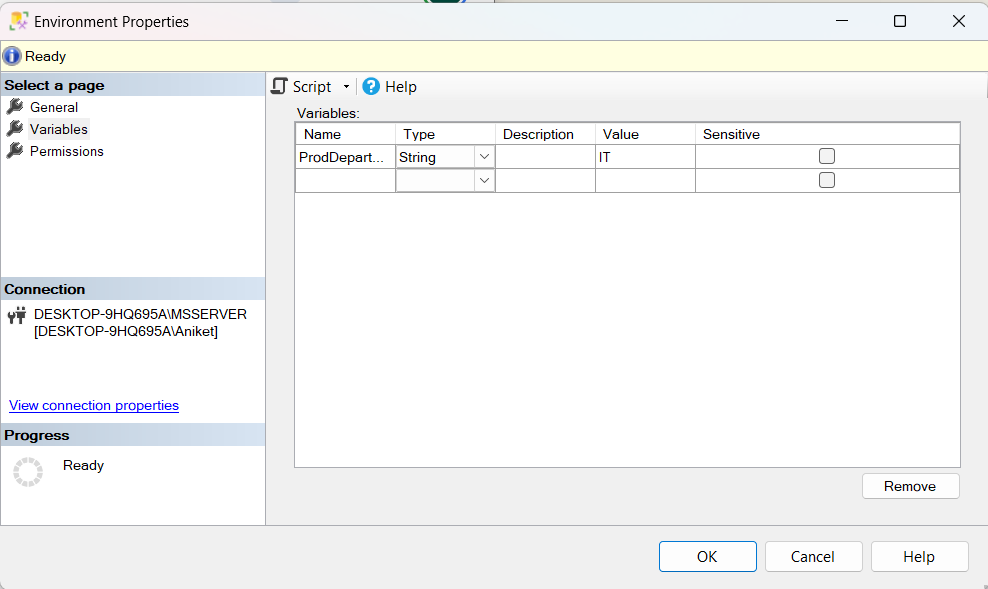 Environment Properties
Ready
Select a page
General
Variables
Permissions
Connection
DESKTOP-9HQ695A\MSSERVER
[DESKTOP-9HQ695A\Aniket]
View connection properties
Progress
Ready
Script Help
Variables:
Name Type Description Value Sensitive
ProdDepart... String IT
Remove
OK Cancel Help